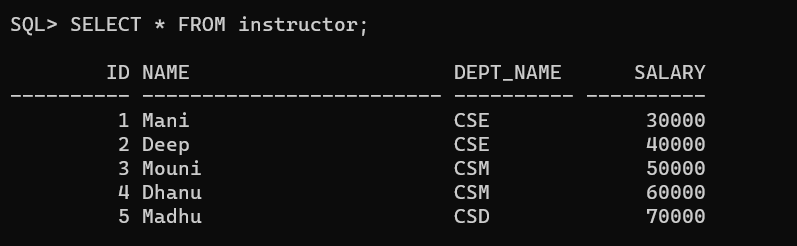 SQL> SELECT * FROM instructor;
        ID NAME                      DEPT_NAME      SALARY
---------- ------------------------- ---------- ----------
         1 Mani                      CSE             30000
         2 Deep                      CSE             40000
         3 Mouni                     CSM             50000
         4 Dhanu                     CSM             60000
         5 Madhu                     CSD             70000